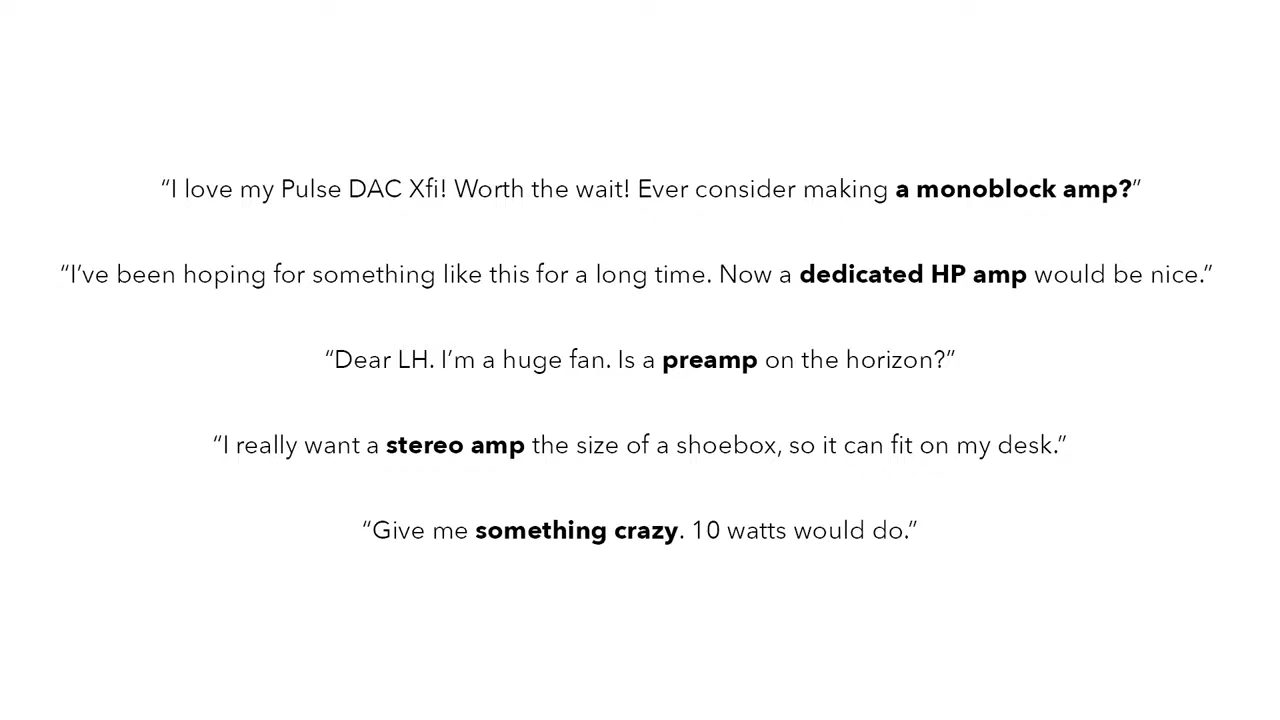 “I love my Pulse DAC Xfi! Worth the wait! Ever consider making a monoblock amp?”
“I’ve been hoping for something like this for a long time. Now a dedicated HP amp would be nice.”
“Dear LH. I’m a huge fan. Is a preamp on the horizon?”
“I really want a stereo amp the size of a shoebox, so it can fit on my desk.”
“Give me something crazy. 10 watts would do.”